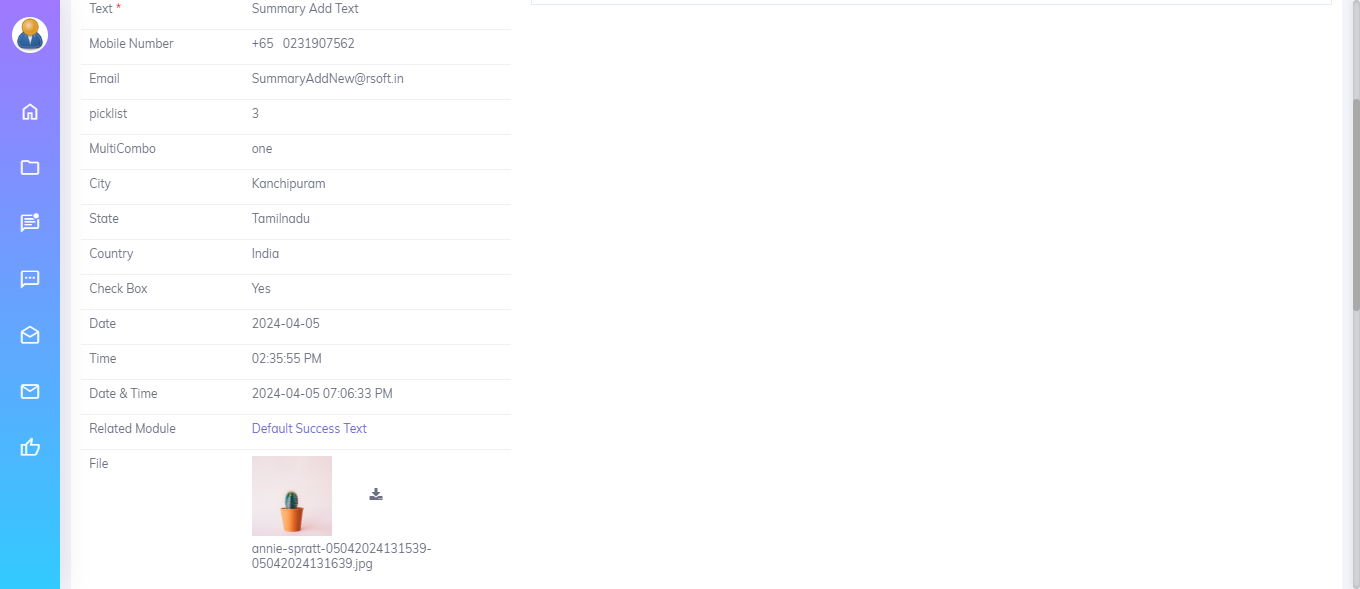 Text * Summary Add Text
Mobile Number +65 0231907562
Email SummaryAddNew@rsoft.in
picklist 3
MultiCombo one
City Kanchipuram
State Tamilnadu
Country India
Check Box Yes
Date 2024-04-05
Time 02:35:55 PM
Date & Time 2024-04-05 07:06:33 PM
Related Module Default Success Text
File
annie-spratt-05042024131539-
05042024131639.jpg